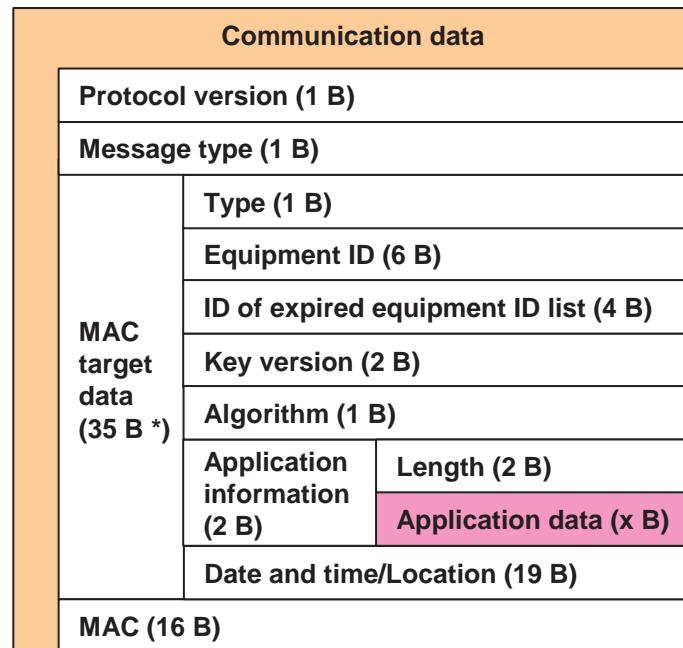 Communication data
Protocol version (1 B)
Message type (1 B)
MAC
target
data
(35 B *)
Type (1 B)
Equipment ID (6 B)
ID of expired equipment ID list (4 B)
Key version (2 B)
Algorithm (1 B)
Application
information
(2 B)
Length (2 B)
Application data (x B)
Date and time/Location (19 B)
MAC (16 B)